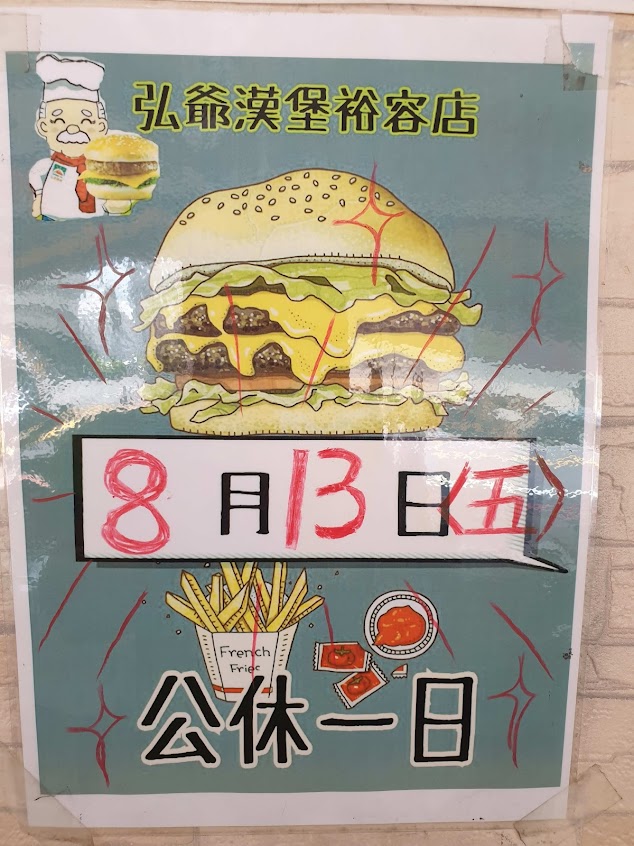 弘爺漢堡裕容店
8月13日〈五〉
French
Fries
公休一日